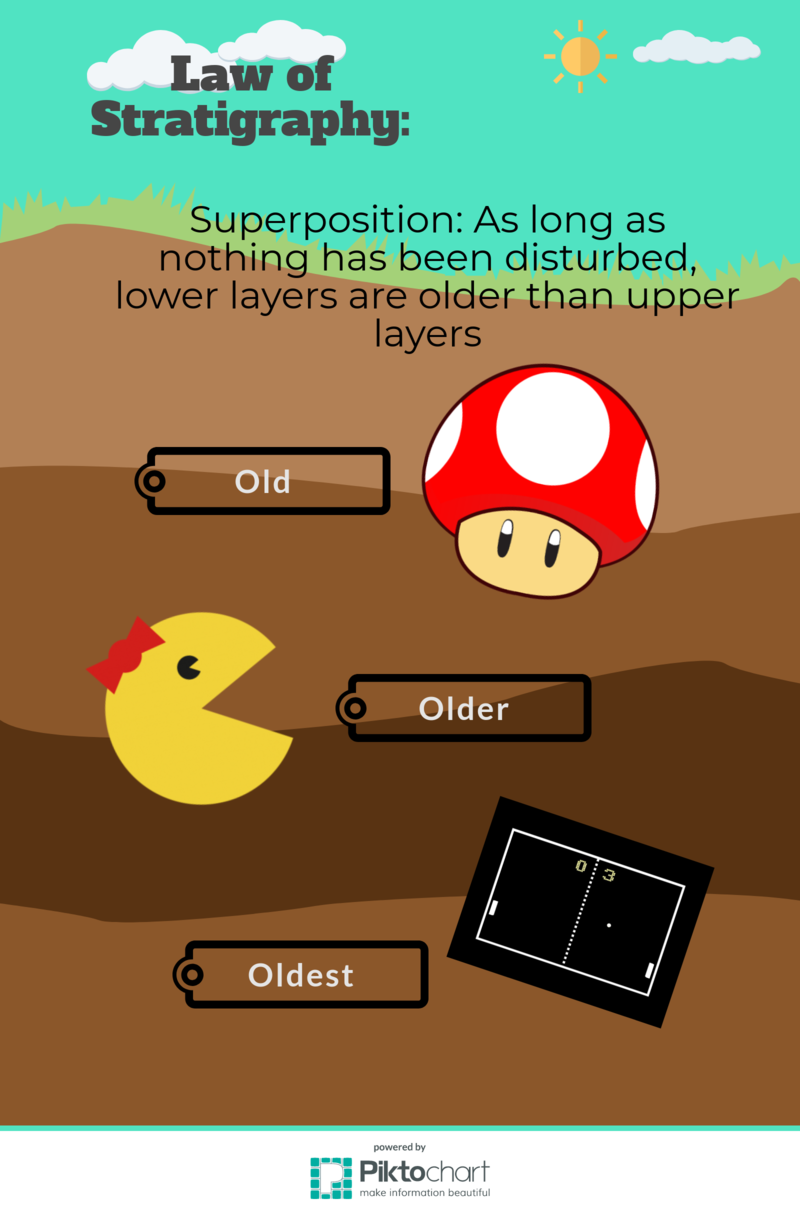 Law of
Stratigraphy:
Superposition: As long as
nothing has been disturbed,
lower layers are older than upper
layers
Old
Older
0 3
Oldest
powered by
Piktochart
make information beautiful